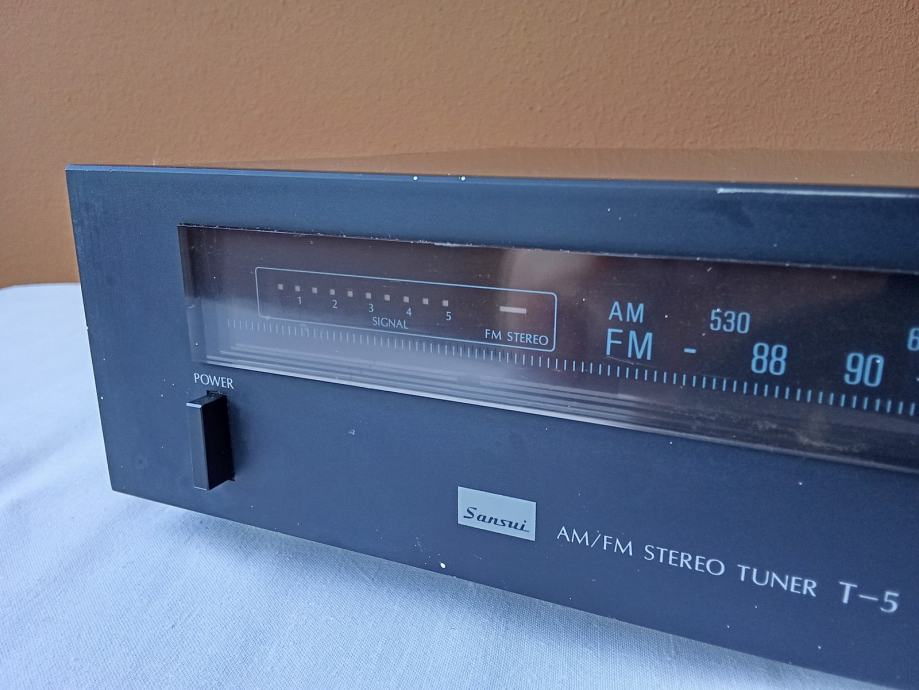 1 2 3 4 5
SIGNAL
FM STEREO
AM 530
FM - 88 90
POWER
Sansui
AM/FM STEREO TUNER T-5